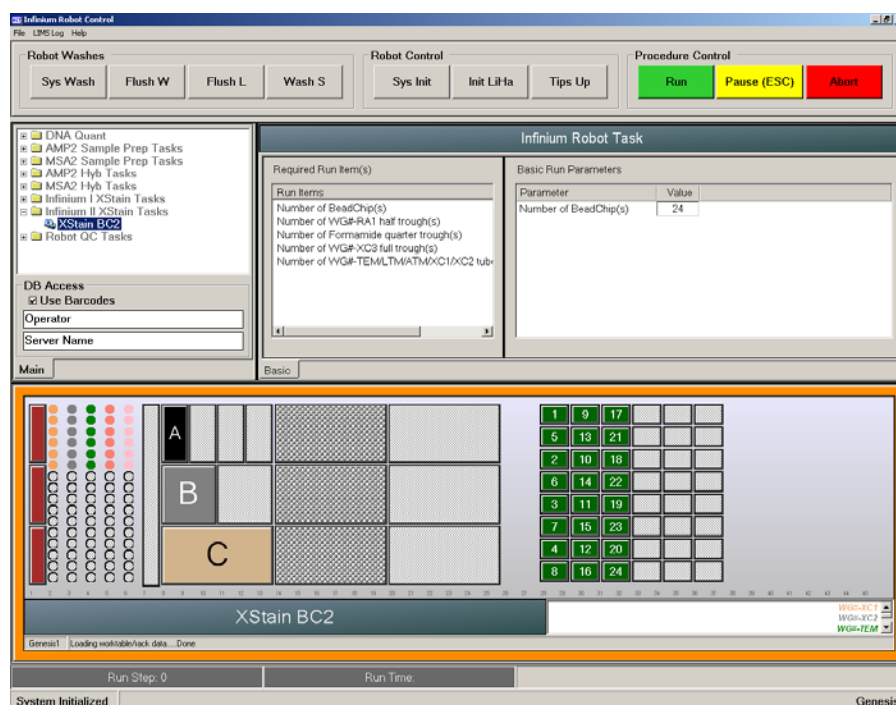 Infinium Robot Control
File LIMS Log Help
Robot Washes
Sys Wash Flush W Flush L Wash S
Robot Control
Sys Init Init LiHa Tips Up
Procedure Control
Run Pause (ESC) Abort
DNA Quant
AMP2 Sample Prep Tasks
MSA2 Sample Prep Tasks
AMP2 Hyb Tasks
MSA2 Hyb Tasks
Infinium I XStain Tasks
Infinium II XStain Tasks
XStain BC2
Robot QC Tasks
DB Access
Use Barcodes
Operator
Server Name
Main
Infinium Robot Task
Required Run Item(s)
Run Items
Number of BeadChip(s)
Number of WG#-RA1 half trough(s)
Number of Formamide quarter trough(s)
Number of WG#-XC3 full trough(s)
Number of WG#-TEM/LTM/ATM/XC1/XC2 tub
Basic Run Parameters
Parameter Value
Number of BeadChip(s) 24
Basic
A
B
C
1 9 17
5 13 21
2 10 18
6 14 22
3 11 19
7 15 23
4 12 20
8 16 24
XStain BC2
WG#-XC1
WG#-XC2
WG#-TEM
Genesis1 Loading worktable/rack data....Done
Run Step: 0 Run Time:
System Initialized Genesis